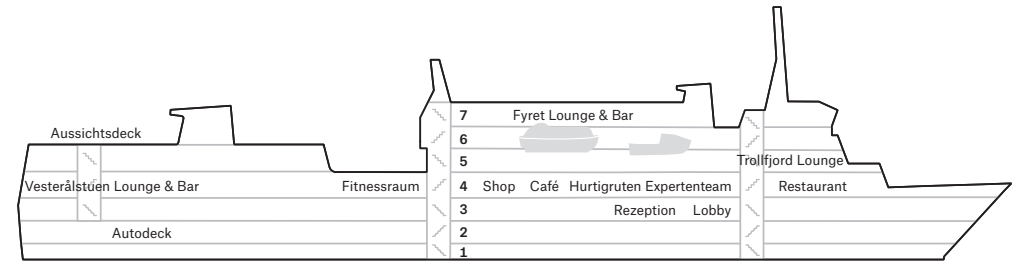 7 Fyret Lounge & Bar
Aussichtsdeck
6
5 Trollfjord Lounge
Vesterålstuen Lounge & Bar Fitnessraum 4 Shop Café Hurtigruten Expertenteam Restaurant
3 Rezeption Lobby
Autodeck 2
1